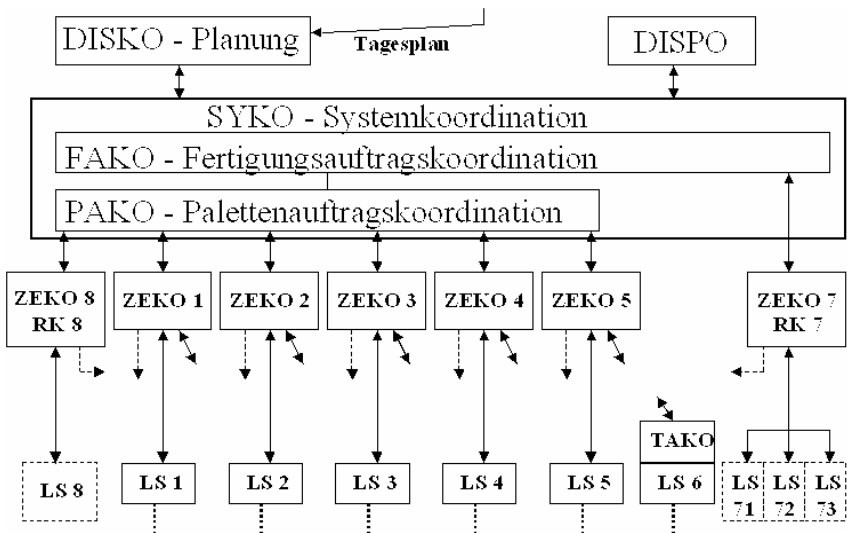 DISKO - Planung
Tagesplan
DISPO
SYKO - Systemkoordination
FAKO - Fertigungsauftragskoordination
PAKO - Palettenauftragskoordination
ZEKO 8
RK 8
ZEKO 1
ZEKO 2
ZEKO 3
ZEKO 4
ZEKO 5
ZEKO 7
RK 7
TAKO
LS 8
LS 1
LS 2
LS 3
LS 4
LS 5
LS 6
LS
71
LS
72
LS
73